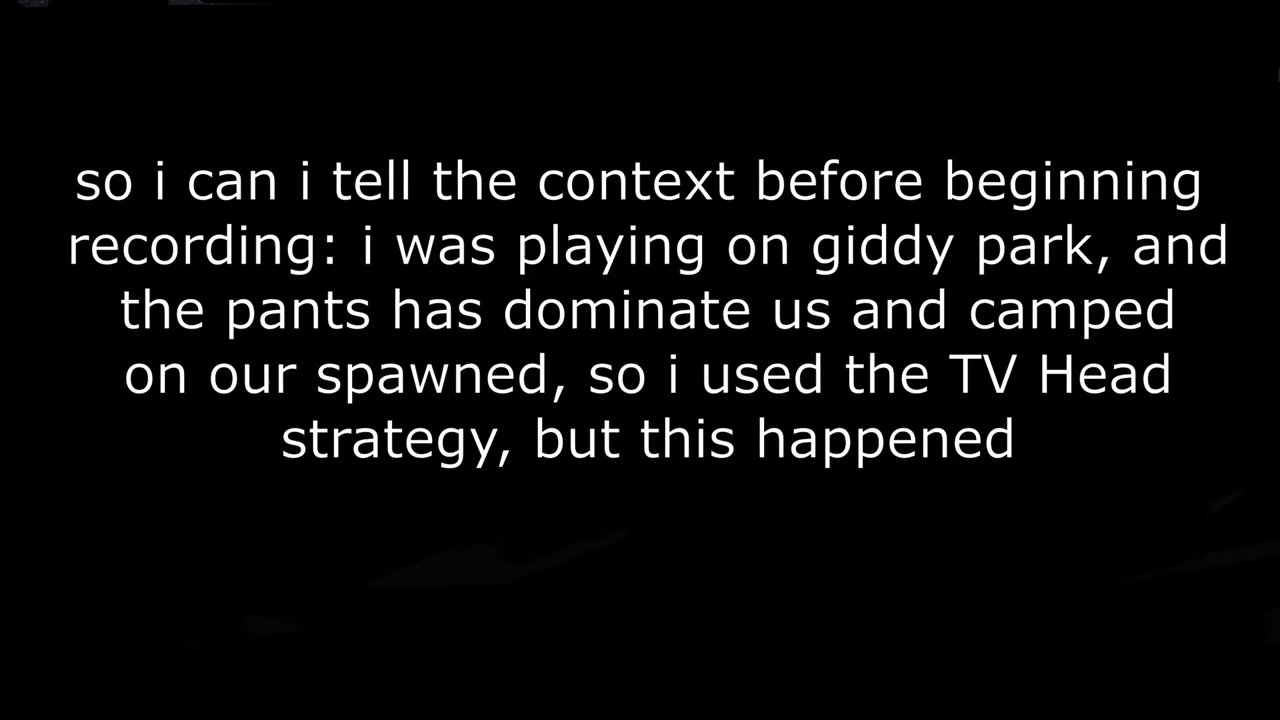 so i can i tell the context before beginning
recording: i was playing on giddy park, and
the pants has dominate us and camped
on our spawned, so i used the TV Head
strategy, but this happened